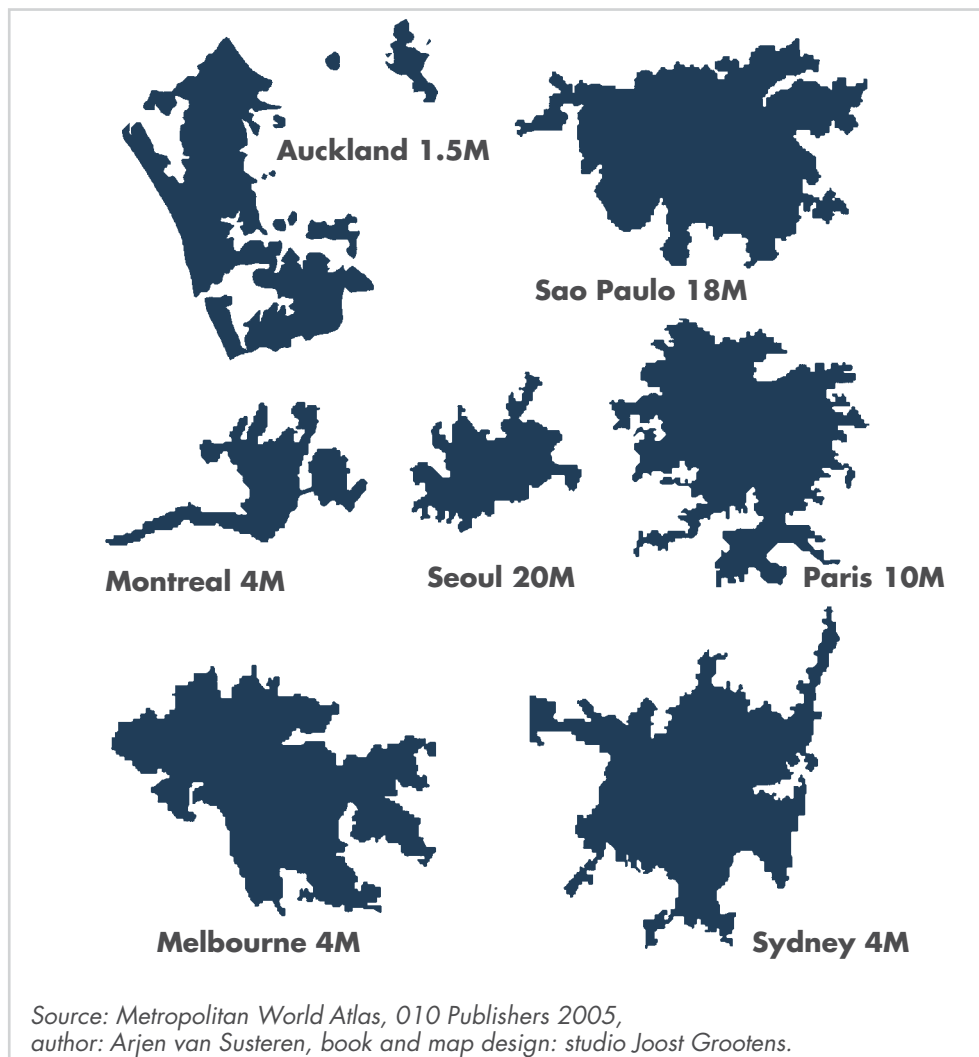 Auckland 1.5M
Sao Paulo 18M
Montreal 4M
Seoul 20M
Paris 10M
Melbourne 4M
Sydney 4M
Source: Metropolitan World Atlas, 010 Publishers 2005,
author: Arjen van Susteren, book and map design: studio Joost Grootens.